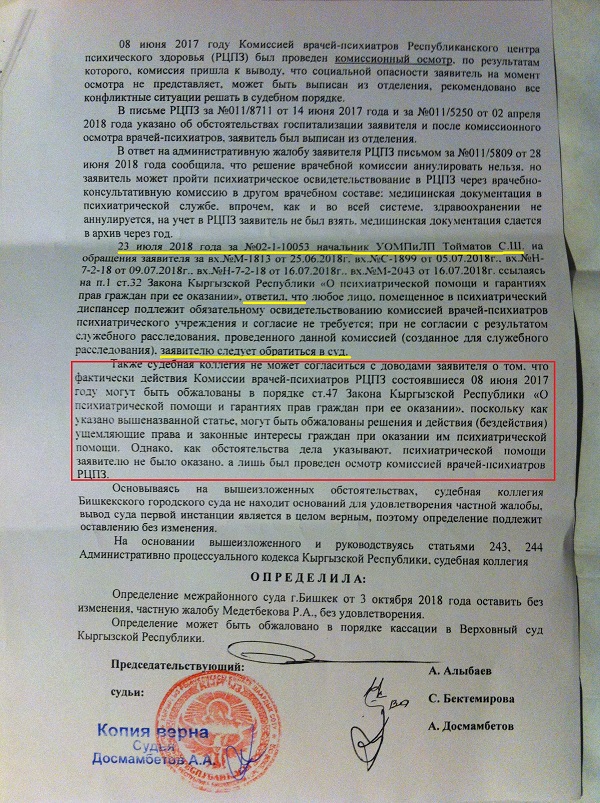 08 июня 2017 году Комиссией врачей-психиатров Республиканского центра
психического здоровья (РЦПЗ) был проведен комиссионный осмотр, по результатам
которого, комиссия пришла к выводу, что социальной опасности заявитель на момент
осмотра не представляет, может быть выписан из отделения, рекомендовано все
конфликтные ситуации решать в судебном порядке.
В письме РЦПЗ за №011/8711 от 14 июня 2017 года и за №011/5250 от 02 апреля
2018 года указано об обстоятельствах госпитализации заявителя и после комиссионного
осмотра врачей-психиатров, заявитель был выписан из отделения.
В ответ на административную жалобу заявителя РЦПЗ письмом за №011/5809 от 28
июня 2018 года сообщила, что решение врачебной комиссии аннулировать нельзя, но
заявитель может пройти психиатрическое освидетельствование в РЦПЗ через врачебно-
консультативную комиссию в другом врачебном составе: медицинская документация в
психиатрической службе, впрочем, как и во всей системе, здравоохранении не
аннулируется, на учет в РЦПЗ заявитель не был взять, медицинская документация сдается
в архив через год.
23 июля 2018 года за №02-1-10053 начальник УОМПиЛП Тойматов С.Ш. на
обращения заявителя за вх.№М-1813 от 25.06.2018г., вх.№С-1899 от 05.07.2018г., вх.№Н-
7-2-18 от 09.07.2018г., вх.№Н-7-2-18 от 16.07.2018г., вх.№М-2043 от 16.07.2018г. ссылаясь
на п.1 ст.32 Закона Кыргызской Республики «О психиатрической помощи и гарантиях
прав граждан при ее оказании», ответил, что любое лицо, помещенное в психиатрический
диспансер подлежит обязательному освидетельствованию комиссией врачей-психиатров
психиатрического учреждения и согласие не требуется; при не согласии с результатом
служебного расследования, проведенного данной комиссии (созданное для служебного
расследования), заявителю следует обратиться в суд.
Также судебная коллегия не может согласиться с доводами заявителя о том, что
фактически действия Комиссии врачей-психиатров РЦПЗ состоявшиеся 08 июня 2017
году могут быть обжалованы в порядке ст.47 Закона Кыргызской Республики «О
психиатрической помощи и гарантиях прав граждан при ее оказании», поскольку как
указано вышеназванной статье, могут быть обжалованы решения и действия (бездействия)
ущемляющие права и законные интересы граждан при оказании им психиатрической
помощи. Однако, как обстоятельства дела указывают, психиатрической помощи
заявителю не было оказано, а лишь был проведен осмотр комиссией врачей-психиатров
РЦПЗ.
Основываясь на вышеизложенных обстоятельствах, судебная коллегия
Бишкекского городского суда не находит оснований для удовлетворения частной жалобы,
вывод суда первой инстанции является в целом верным, поэтому определение подлежит
оставлению без изменения.
На основании вышеизложенного и руководствуясь статьями 243, 244
Административно процессуального кодекса Кыргызской Республики, судебная коллегия
ОПРЕДЕЛИЛА:
Определение межрайонного суда г.Бишкек от 3 октября 2018 года оставить без
изменения, частную жалобу Медетбекова Р.А., без удовлетворения.
Определение может быть обжаловано в порядке кассации в Верховный суд
Кыргызской Республики.
Председательствующий: А. Алыбаев
судьи: С. Бектемирова
А. Досмамбетов
Копия верна
Судья
Досмамбетов А.А.